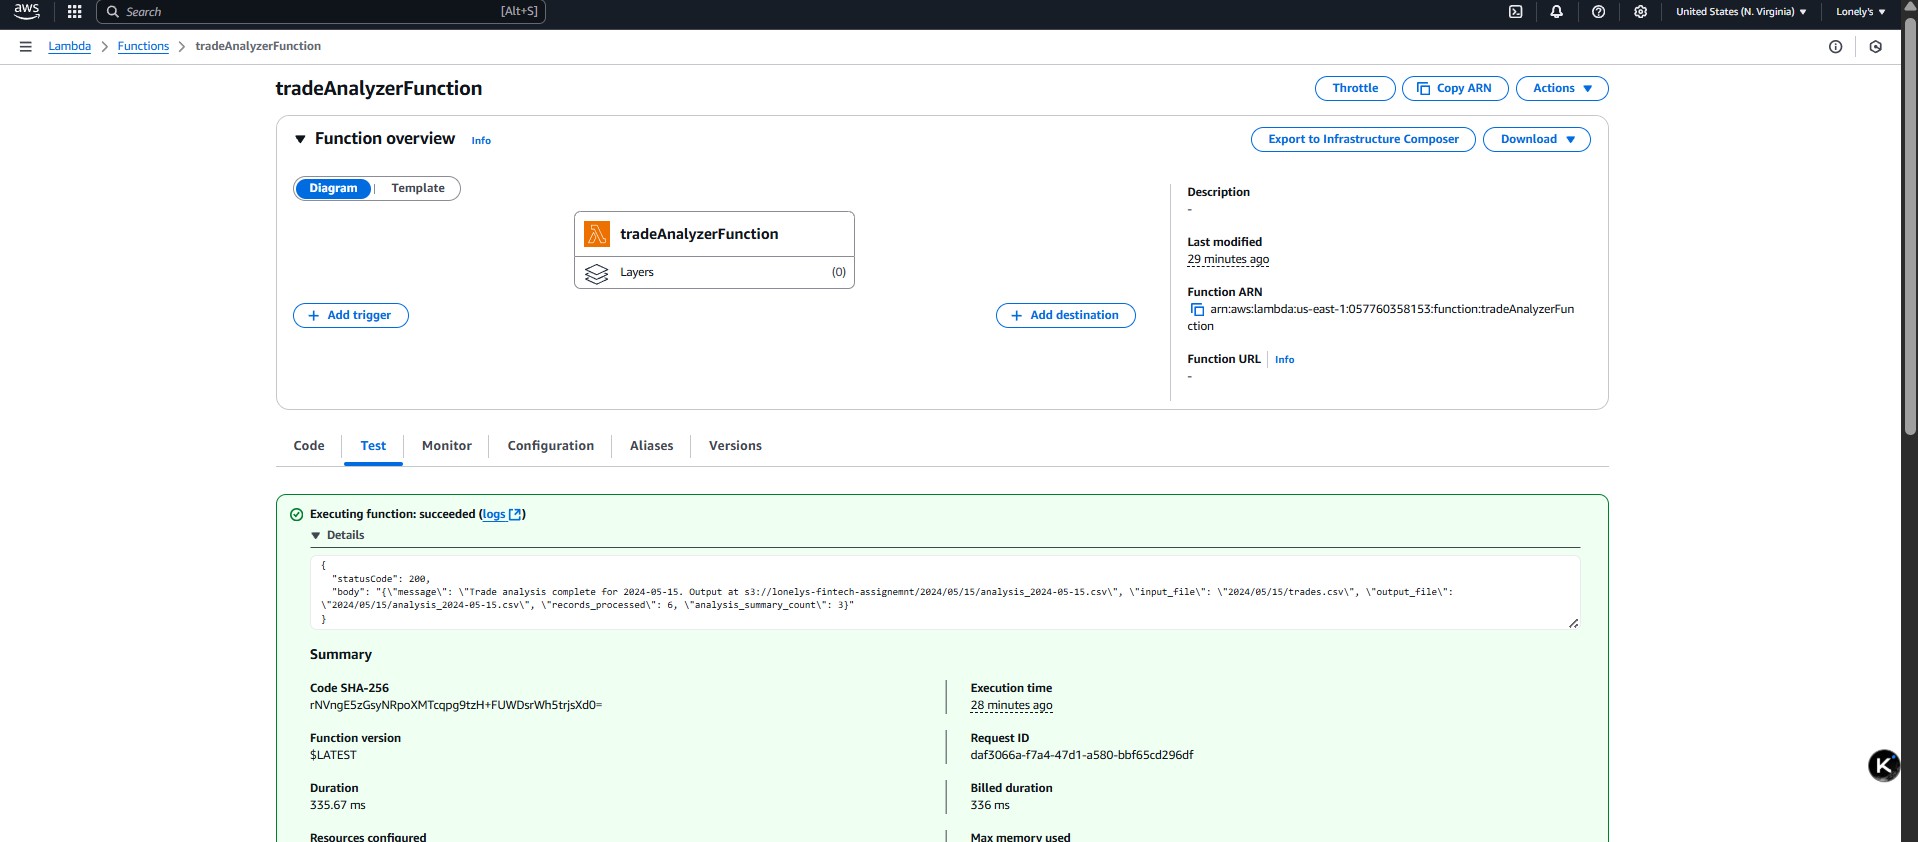 aws
Search [Alt+S]
United States (N. Virginia)
Lonely's
Lambda
Functions
tradeAnalyzerFunction
tradeAnalyzerFunction
Throttle
Copy ARN
Actions
Function overview
Info
Export to Infrastructure Composer
Download
Diagram
Template
tradeAnalyzerFunction
Layers
(0)
+ Add trigger
+ Add destination
Description
-
Last modified
29 minutes ago
Function ARN
arn:aws:lambda:us-east-1:057760358153:function:tradeAnalyzerFun
ction
Function URL
Info
-
Code
Test
Monitor
Configuration
Aliases
Versions
Executing function: succeeded (logs)
Details
{
"statusCode": 200,
"body": "{\"message\": \"Trade analysis complete for 2024-05-15. Output at s3://lonelys-fintech-assignemnt/2024/05/15/analysis_2024-05-15.csv\", \"input_file\": \"2024/05/15/trades.csv\", \"output_file\":
\"2024/05/15/analysis_2024-05-15.csv\", \"records_processed\": 6, \"analysis_summary_count\": 3}"
}
Summary
Code SHA-256
rNVngE5zGsyNRpoXMTcqpg9tzH+FUWDsrWh5trjsXd0=
Execution time
28 minutes ago
Function version
$LATEST
Request ID
daf3066a-f7a4-47d1-a580-bbf65cd296df
Duration
335.67 ms
Billed duration
336 ms
Resources configured
Max memory used
K